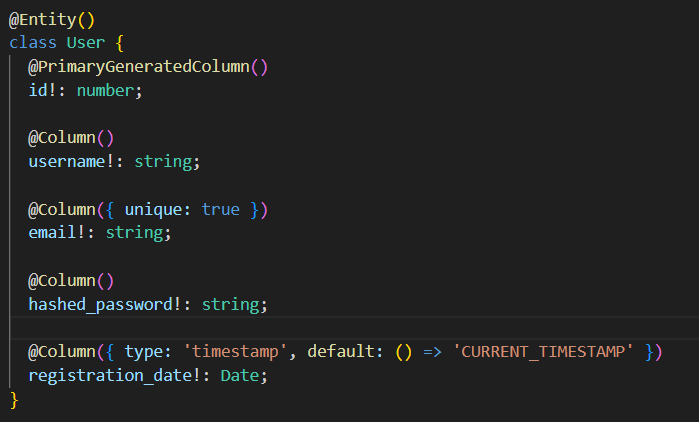 @Entity()
class User {
  @PrimaryGeneratedColumn()
  id!: number;

  @Column()
  username!: string;

  @Column({ unique: true })
  email!: string;

  @Column()
  hashed_password!: string;

  @Column({ type: 'timestamp', default: () => 'CURRENT_TIMESTAMP' })
  registration_date!: Date;
}